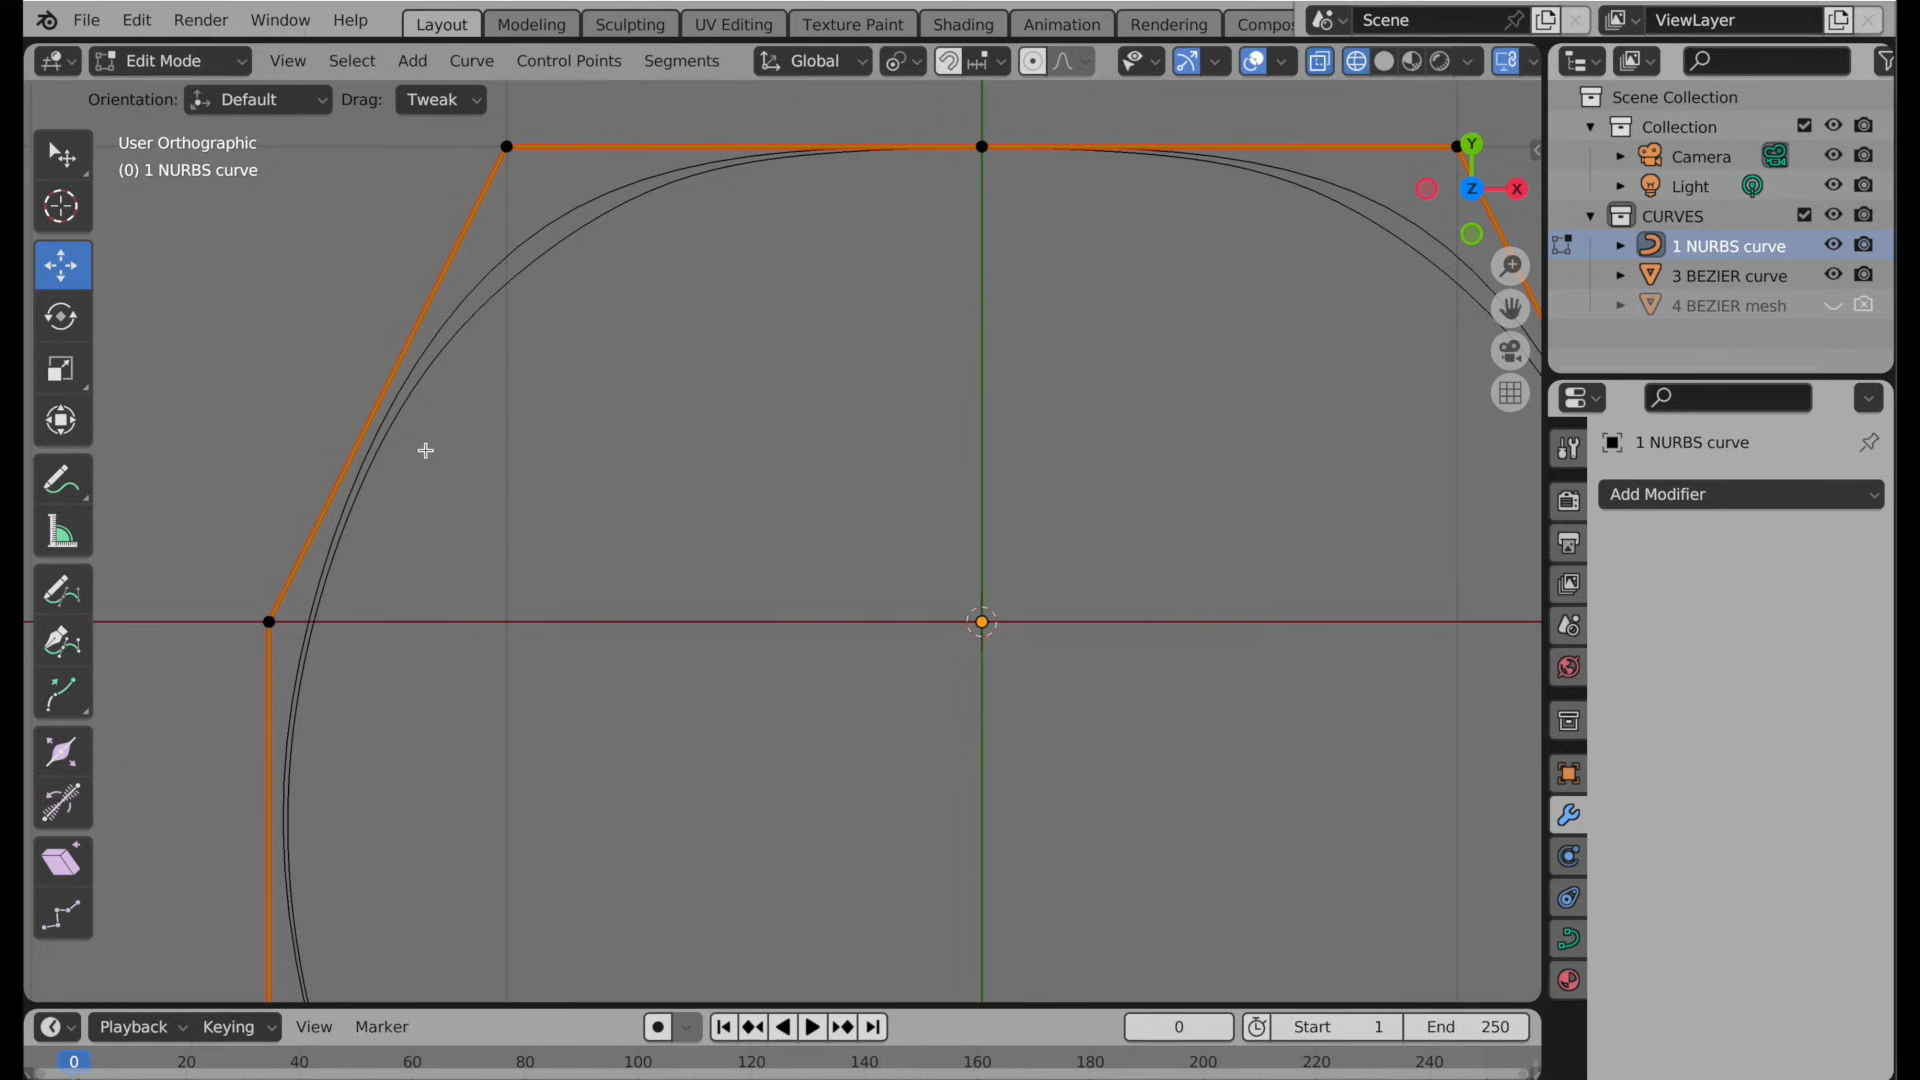 File Edit Render Window Help Layout Modeling Sculpting UV Editing Texture Paint Shading Animation Rendering Compos Scene ViewLayer
Edit Mode View Select Add Curve Control Points Segments Global
Orientation: Default Drag: Tweak
User Orthographic
(0) 1 NURBS curve
Y
Z
X
Scene Collection
Collection
Camera
Light
CURVES
1 NURBS curve
3 BEZIER curve
4 BEZIER mesh
1 NURBS curve
Add Modifier
Playback Keying View Marker 0 Start 1 End 250
0 20 40 60 80 100 120 140 160 180 200 220 240